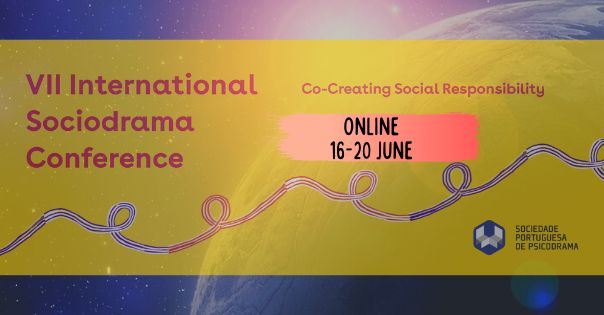 VII International
Sociodrama
Conference
Co-Creating Social Responsibility
ONLINE
16-20 JUNE
SOCIEDADE
PORTUGUESA
DE PSICODRAMA